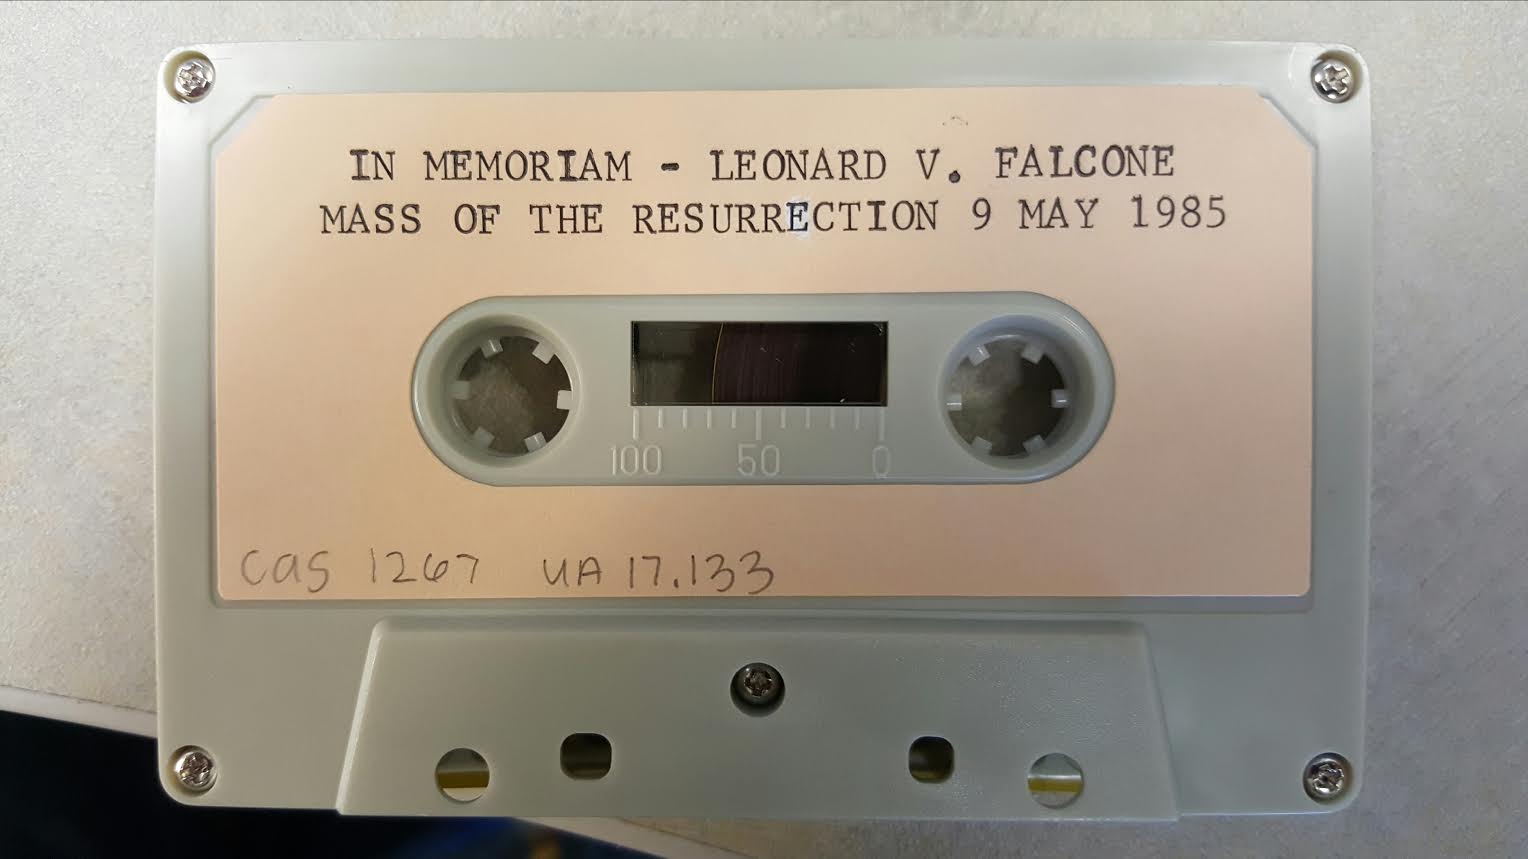 IN MEMORIAM - LEONARD V. FALCONE
MASS OF THE RESURRECTION 9 MAY 1985
100 50 0
Cas 1267 UA 17.133